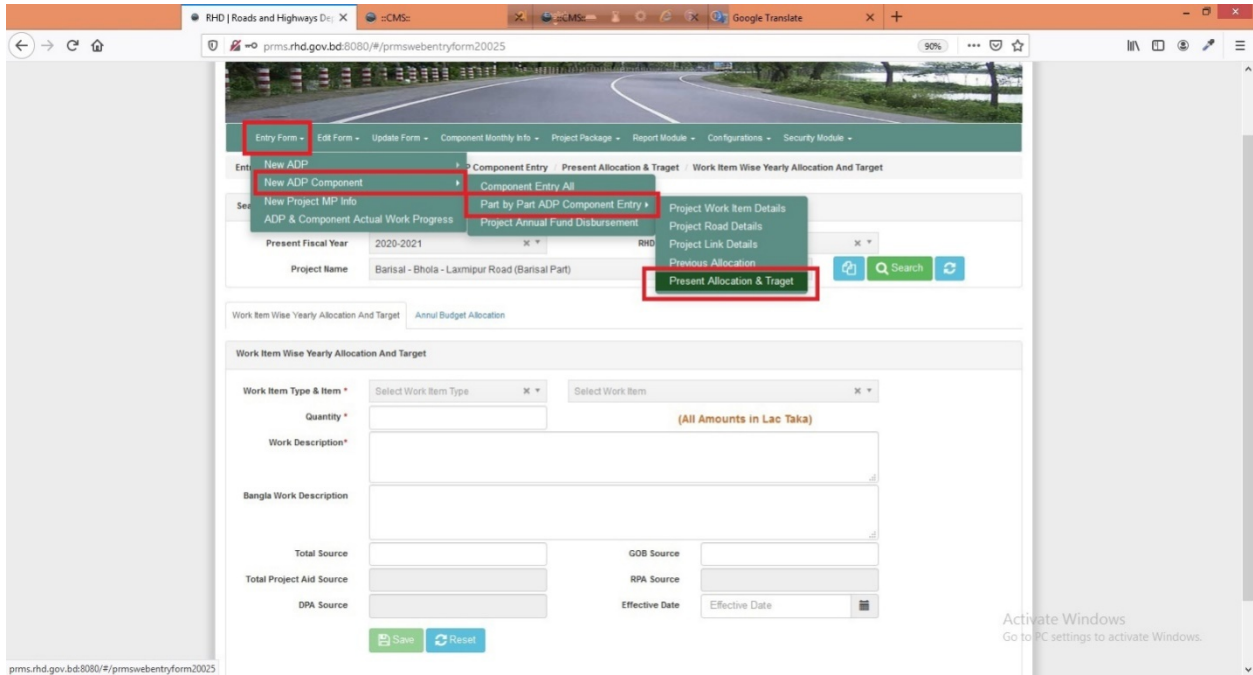 RHD | Roads and Highways De
::CMS::
::CMS::
Google Translate
prms.rhd.gov.bd:8080/#/prmswebentryform20025
90%
Entry Form Edit Form Update Form Component Monthly Info Project Package Report Module Configurations Security Module
Component Entry / Present Allocation & Traget / Work Item Wise Yearly Allocation And Target
New ADP
New ADP Component
New Project MP Info
ADP & Component Actual Work Progress
Component Entry All
Part by Part ADP Component Entry
Project Annual Fund Disbursement
Project Work Item Details
Project Road Details
Project Link Details
Previous Allocation
Present Allocation & Traget
Present Fiscal Year 2020-2021 RHD
Project Name Barisal - Bhola - Laxmipur Road (Barisal Part) Search
Work Item Wise Yearly Allocation And Target Annul Budget Allocation
Work Item Wise Yearly Allocation And Target
Work Item Type & Item * Select Work Item Type Select Work Item
Quantity * (All Amounts in Lac Taka)
Work Description*
Bangla Work Description
Total Source GOB Source
Total Project Aid Source RPA Source
DPA Source Effective Date Effective Date
Save Reset
Activate Windows
Go to PC settings to activate Windows.
prms.rhd.gov.bd:8080/#/prmswebentryform20025